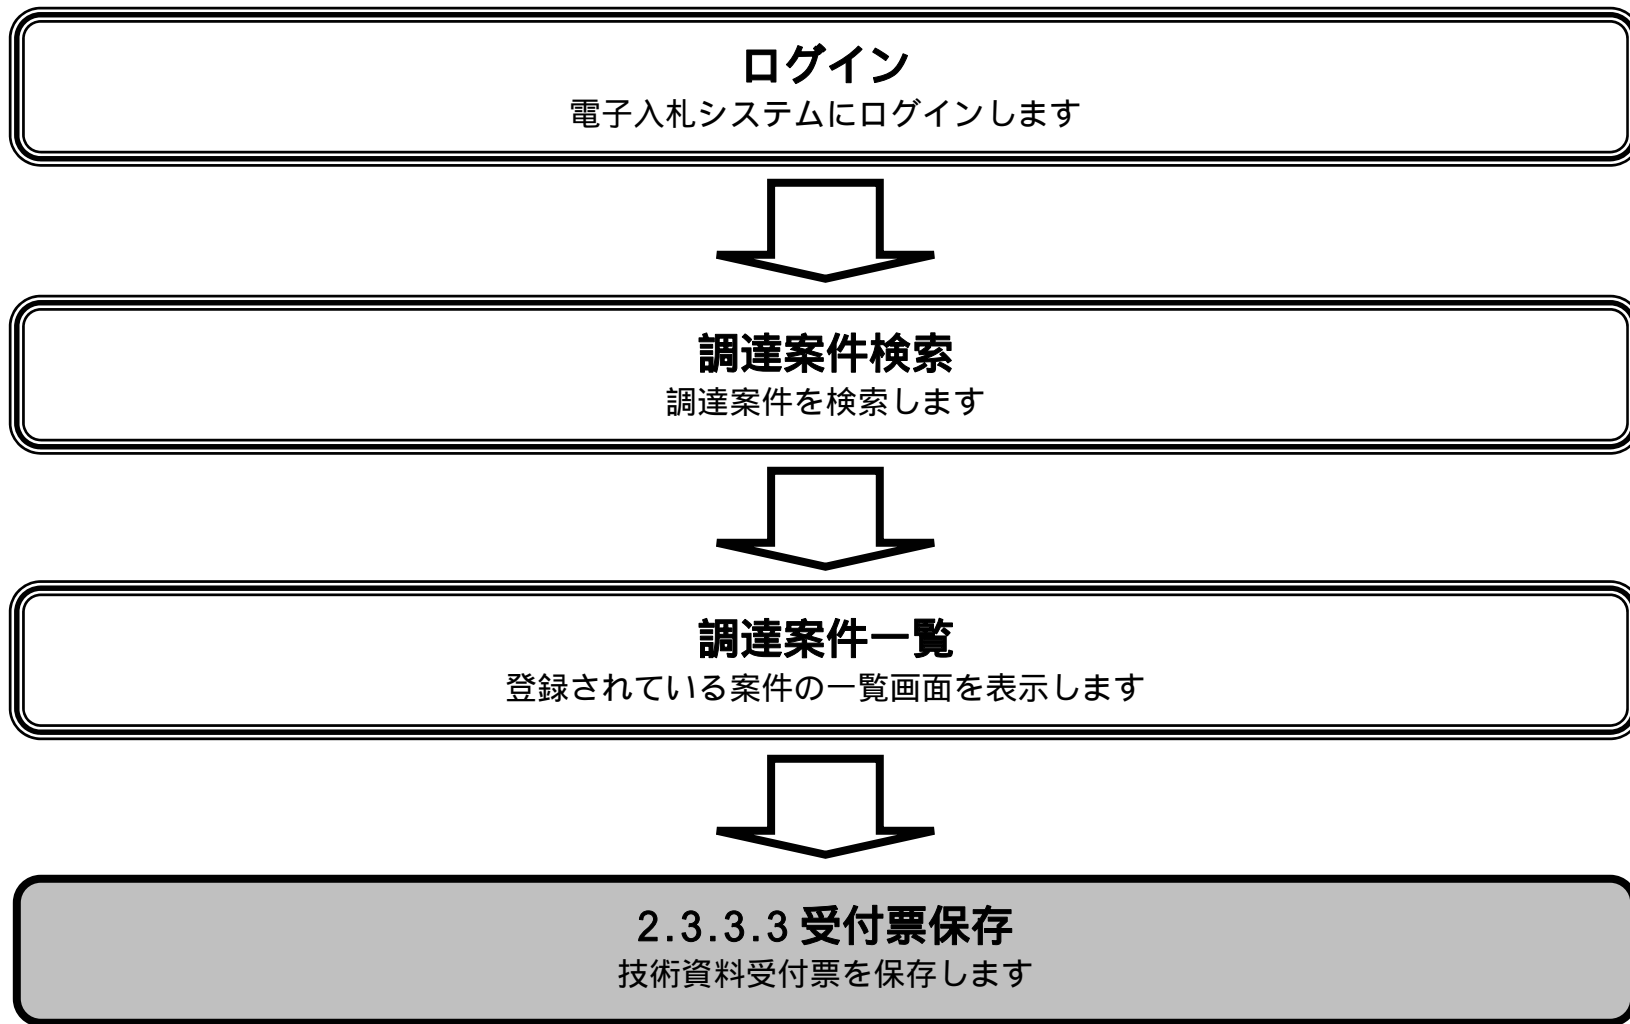 ログイン
電子入札システムにログインします
調達案件検索
調達案件を検索します
調達案件一覧
登録されている案件の一覧画面を表示します
2.3.3.3 受付票保存
技術資料受付票を保存します